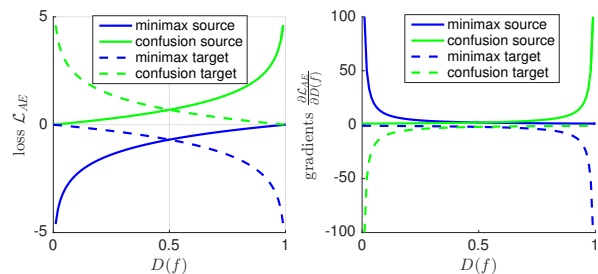 5
0
-5
0
0.5
1
loss L_AE
D(f)
minimax source
confusion source
minimax target
confusion target
100
50
0
-50
-100
0
0.5
1
gradients ∂L_AE/∂D(f)
D(f)
minimax source
confusion source
minimax target
confusion target